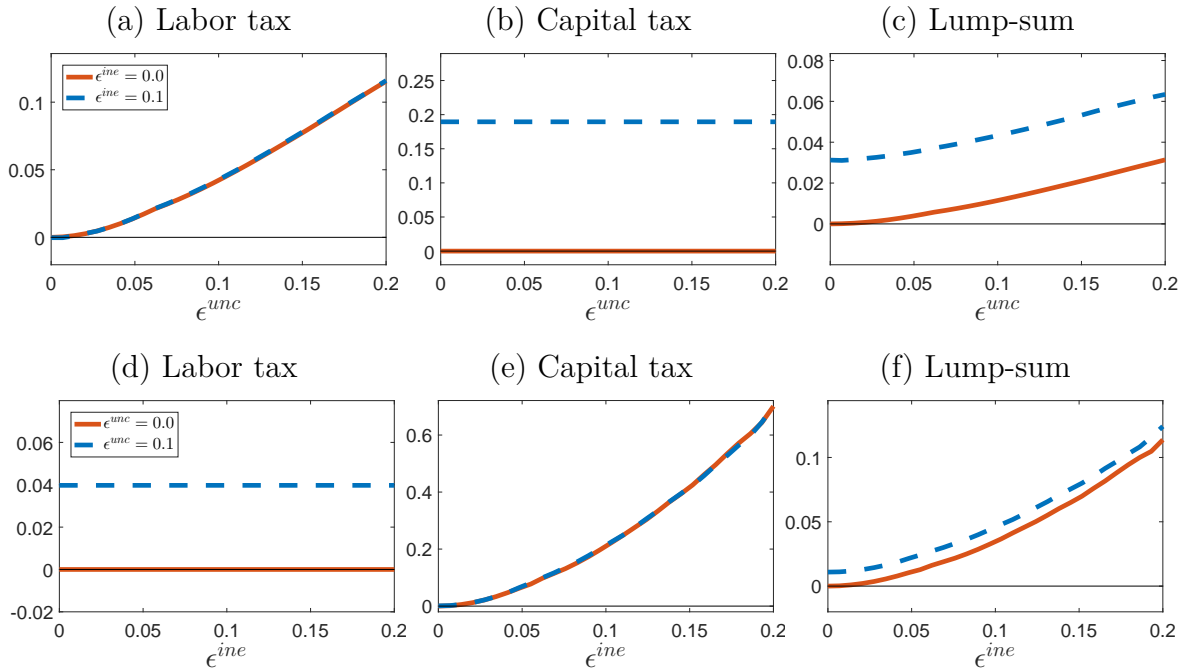 (a) Labor tax
ϵ^{ine} = 0.0
ϵ^{ine} = 0.1
0.1
0.05
0
0 0.05 0.1 0.15 0.2
ϵ^{unc}
(b) Capital tax
0.25
0.2
0.15
0.1
0.05
0
0 0.05 0.1 0.15 0.2
ϵ^{unc}
(c) Lump-sum
0.08
0.06
0.04
0.02
0
0 0.05 0.1 0.15 0.2
ϵ^{unc}
(d) Labor tax
ϵ^{unc} = 0.0
ϵ^{unc} = 0.1
0.06
0.04
0.02
0
-0.02
0 0.05 0.1 0.15 0.2
ϵ^{ine}
(e) Capital tax
0.6
0.4
0.2
0
0 0.05 0.1 0.15 0.2
ϵ^{ine}
(f) Lump-sum
0.1
0.05
0
0 0.05 0.1 0.15 0.2
ϵ^{ine}